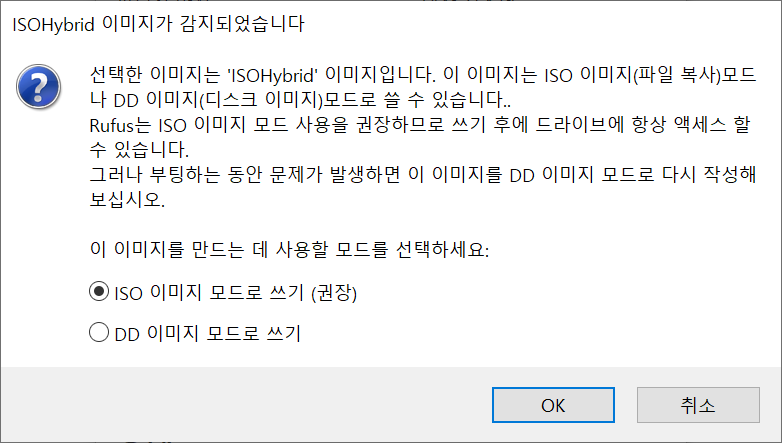 ISOHybrid 이미지가 감지되었습니다
선택한 이미지는 'ISOHybrid' 이미지입니다. 이 이미지는 ISO 이미지(파일 복사)모드
나 DD 이미지(디스크 이미지)모드로 쓸 수 있습니다..
Rufus는 ISO 이미지 모드 사용을 권장하므로 쓰기 후에 드라이브에 항상 액세스 할
수 있습니다.
그러나 부팅하는 동안 문제가 발생하면 이 이미지를 DD 이미지 모드로 다시 작성해
보십시오.
이 이미지를 만드는 데 사용할 모드를 선택하세요:
ISO 이미지 모드로 쓰기 (권장)
DD 이미지 모드로 쓰기
OK
취소